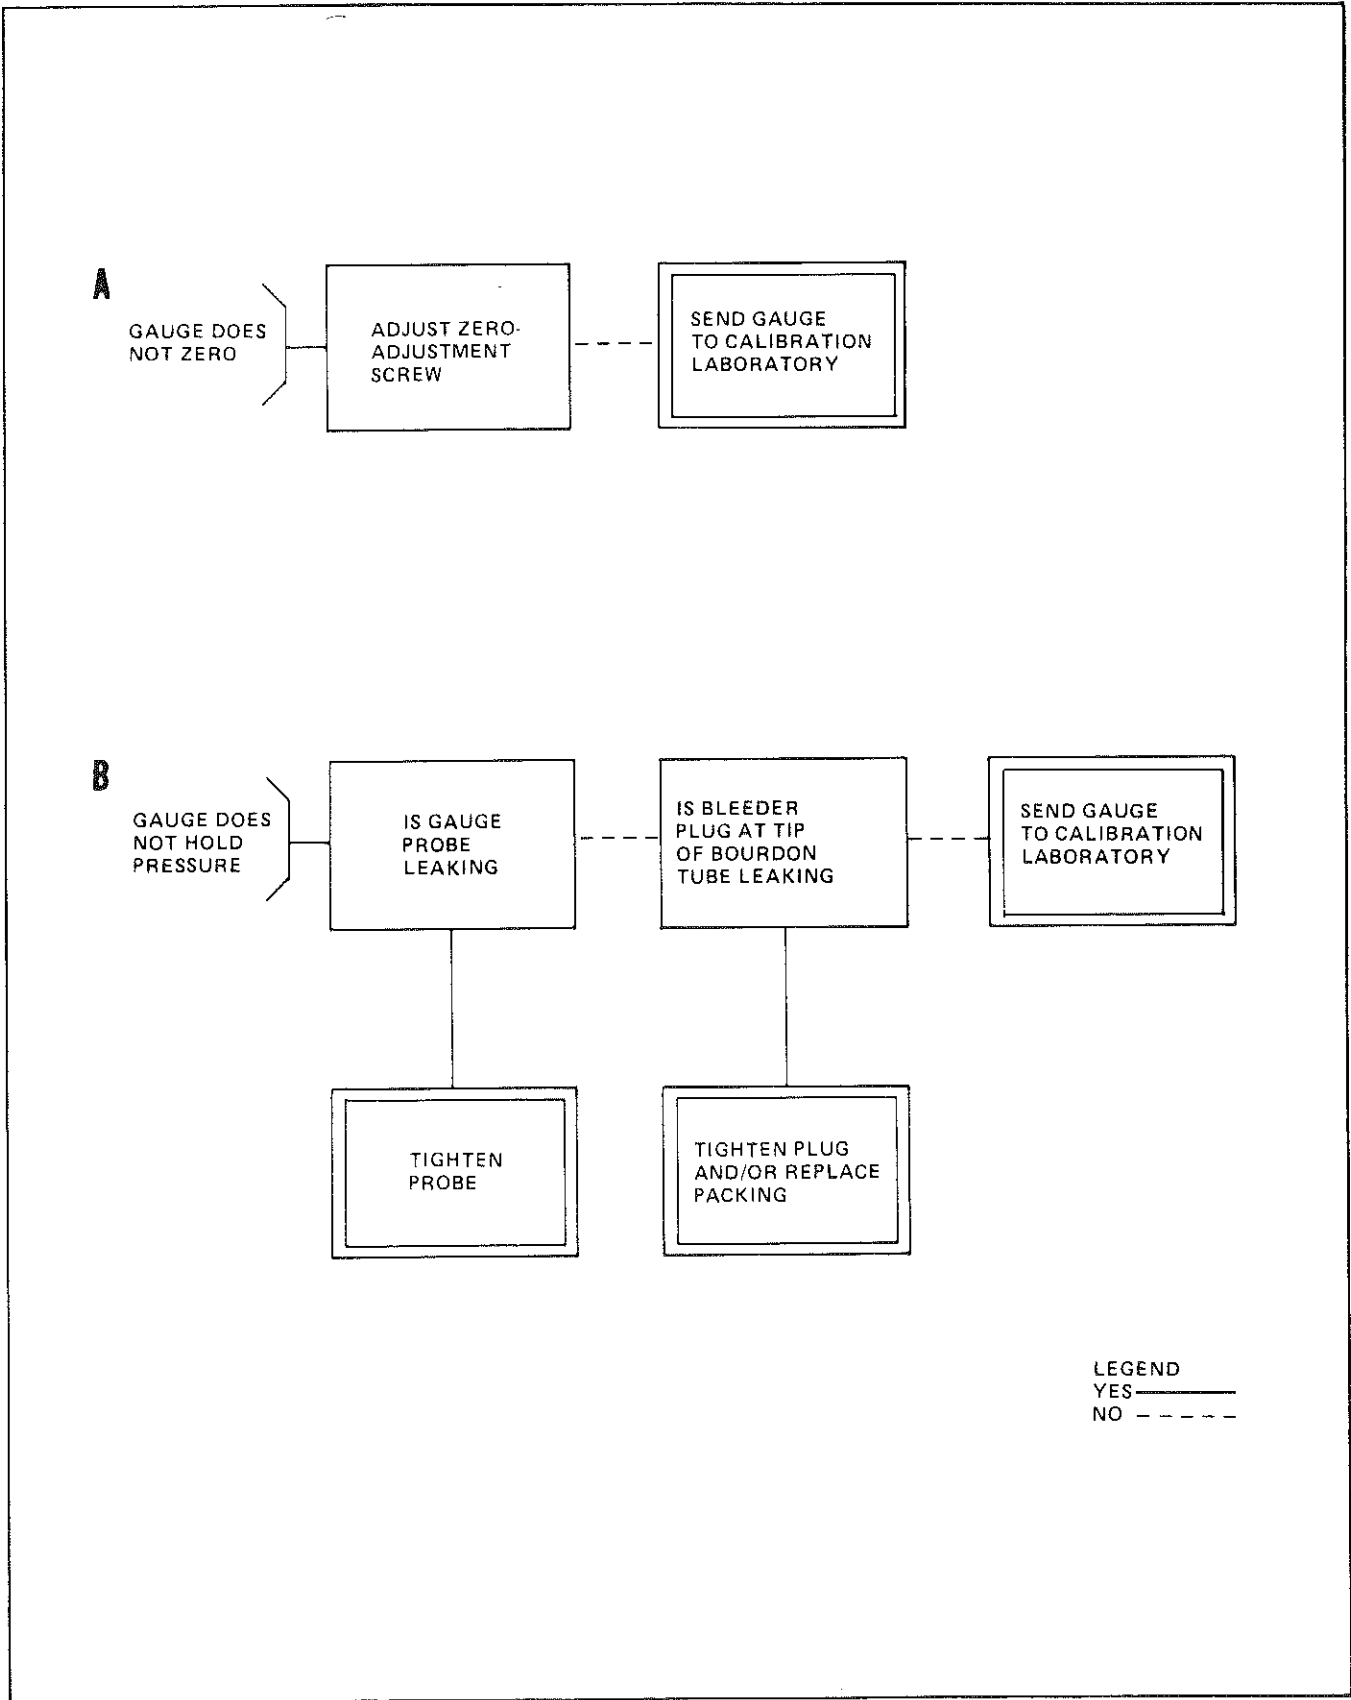 A
GAUGE DOES
NOT ZERO
ADJUST ZERO-
ADJUSTMENT
SCREW
SEND GAUGE
TO CALIBRATION
LABORATORY
B
GAUGE DOES
NOT HOLD
PRESSURE
IS GAUGE
PROBE
LEAKING
IS BLEEDER
PLUG AT TIP
OF BOURDON
TUBE LEAKING
SEND GAUGE
TO CALIBRATION
LABORATORY
TIGHTEN
PROBE
TIGHTEN PLUG
AND/OR REPLACE
PACKING
LEGEND
YES
NO